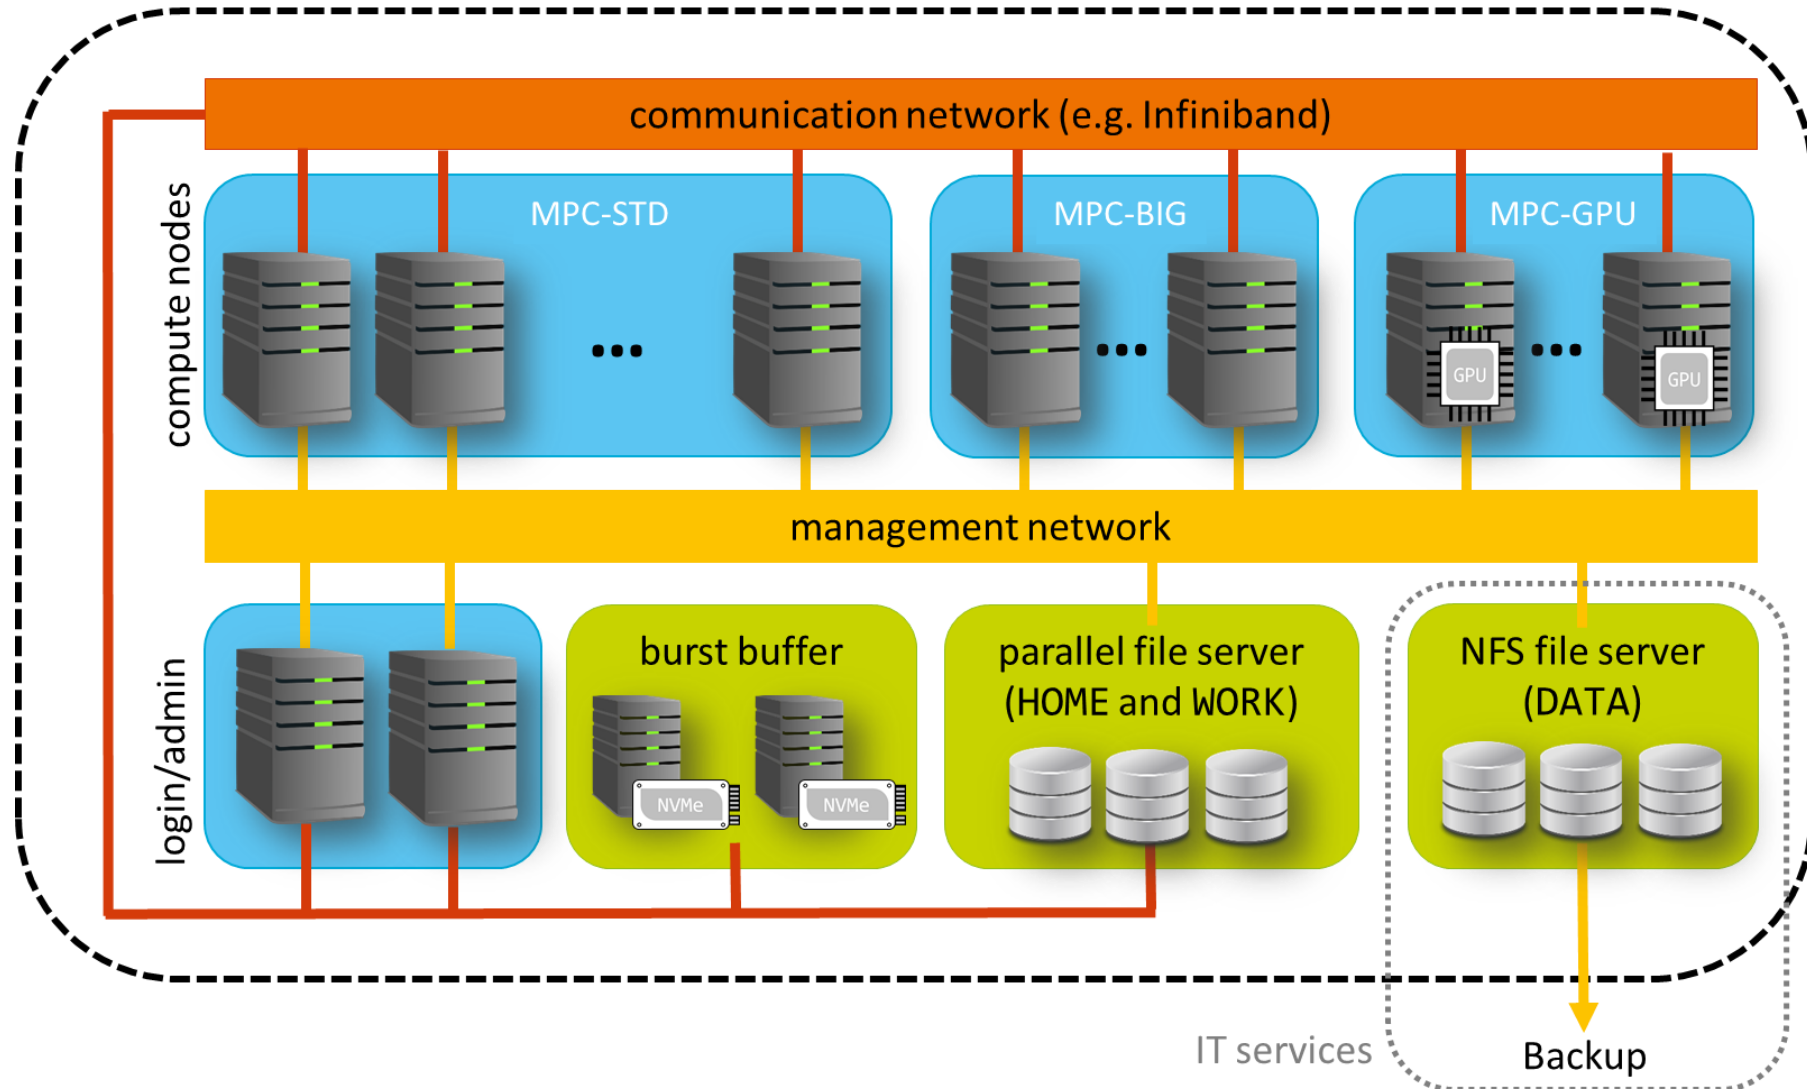 communication network (e.g. Infiniband)
compute nodes
MPC-STD
MPC-BIG
MPC-GPU
...
...
...
GPU
GPU
management network
login/admin
burst buffer
NVMe
NVMe
parallel file server
(HOME and WORK)
NFS file server
(DATA)
IT services
Backup